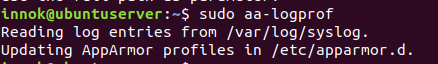 innok@ubuntuserver:~$ sudo aa-logprof
Reading log entries from /var/log/syslog.
Updating AppArmor profiles in /etc/apparmor.d.